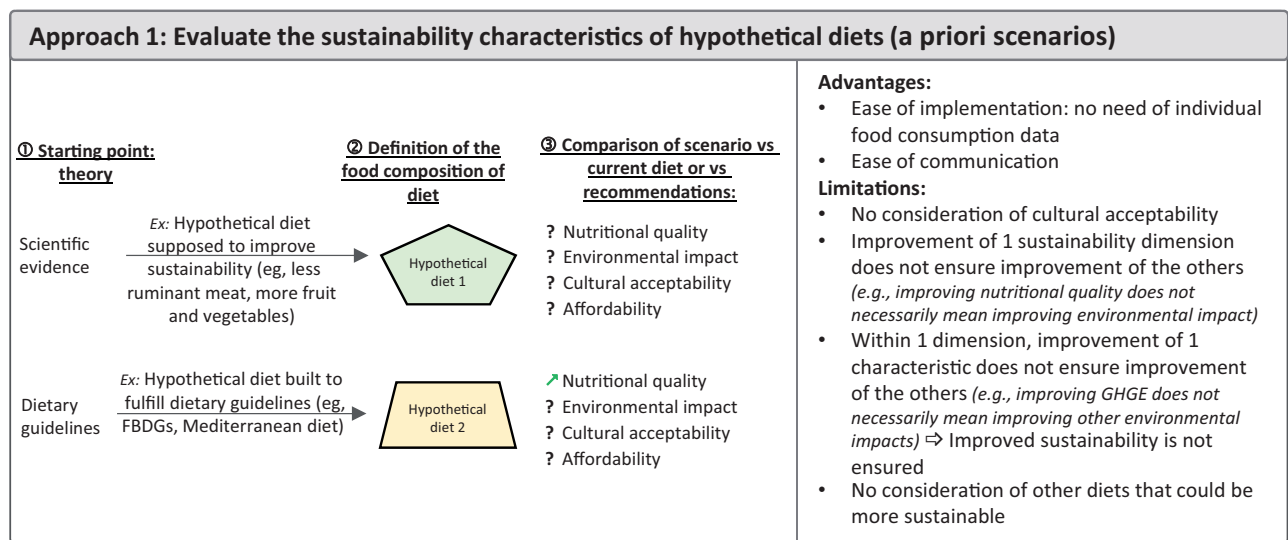 Approach 1: Evaluate the sustainability characteristics of hypothetical diets (a priori scenarios)
① Starting point:
theory
② Definition of the
food composition of
diet
③ Comparison of scenario vs
current diet or vs
recommendations:
Scientific
evidence
Ex: Hypothetical diet
supposed to improve
sustainability (eg, less
ruminant meat, more fruit
and vegetables)
Hypothetical
diet 1
? Nutritional quality
? Environmental impact
? Cultural acceptability
? Affordability
Dietary
guidelines
Ex: Hypothetical diet built to
fulfill dietary guidelines (eg,
FBDGs, Mediterranean diet)
Hypothetical
diet 2
↗ Nutritional quality
? Environmental impact
? Cultural acceptability
? Affordability
Advantages:
• Ease of implementation: no need of individual
food consumption data
• Ease of communication
Limitations:
• No consideration of cultural acceptability
• Improvement of 1 sustainability dimension
does not ensure improvement of the others
(e.g., improving nutritional quality does not
necessarily mean improving environmental impact)
• Within 1 dimension, improvement of 1
characteristic does not ensure improvement
of the others (e.g., improving GHGE does not
necessarily mean improving other environmental
impacts) ⇨ Improved sustainability is not
ensured
• No consideration of other diets that could be
more sustainable